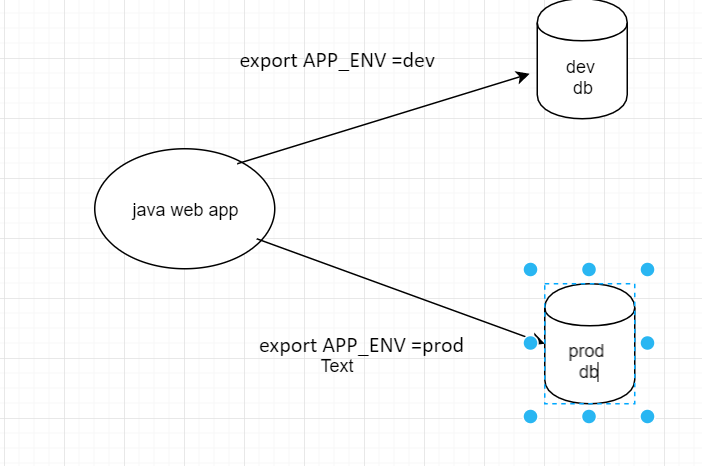 export APP_ENV =dev
dev
db
java web app
export APP_ENV =prod
Text
prod
db